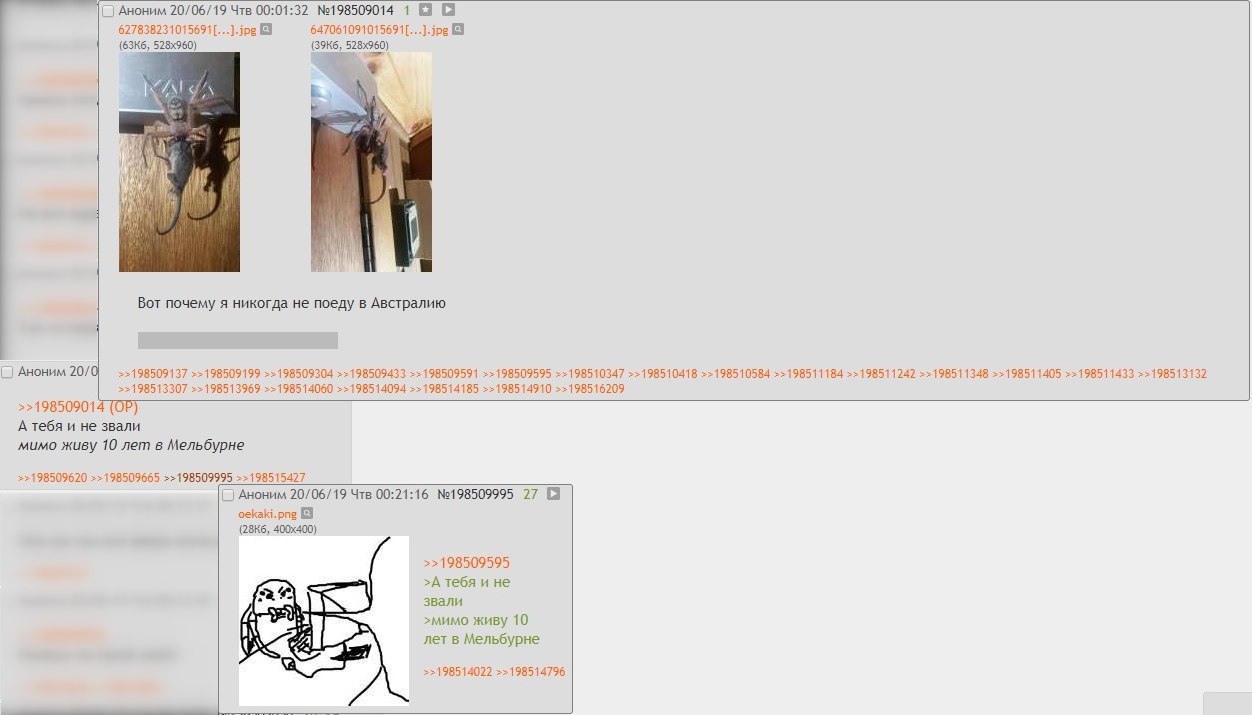 Аноним 20/06/19 Чтв 00:01:32 №198509014 1
627838231015691[...].jpg 647061091015691[...].jpg
(63Кб, 528x960) (39Кб, 528x960)
Вот почему я никогда не поеду в Австралию
>>198509137 >>198509199 >>198509304 >>198509433 >>198509591 >>198509595 >>198510347 >>198510418 >>198510584 >>198511184 >>198511242 >>198511348 >>198511405 >>198511433 >>198513132
>>198513307 >>198513969 >>198514060 >>198514094 >>198514185 >>198514910 >>198516209
Аноним 20/0
>>198509014 (OP)
А тебя и не звали
мимо живу 10 лет в Мельбурне
>>198509620 >>198509665 >>198509995 >>198515427
Аноним 20/06/19 Чтв 00:21:16 №198509995 27
oekaki.png
(28Кб, 400x400)
>>198509595
>А тебя и не
звали
>мимо живу 10
лет в Мельбурне
>>198514022 >>198514796